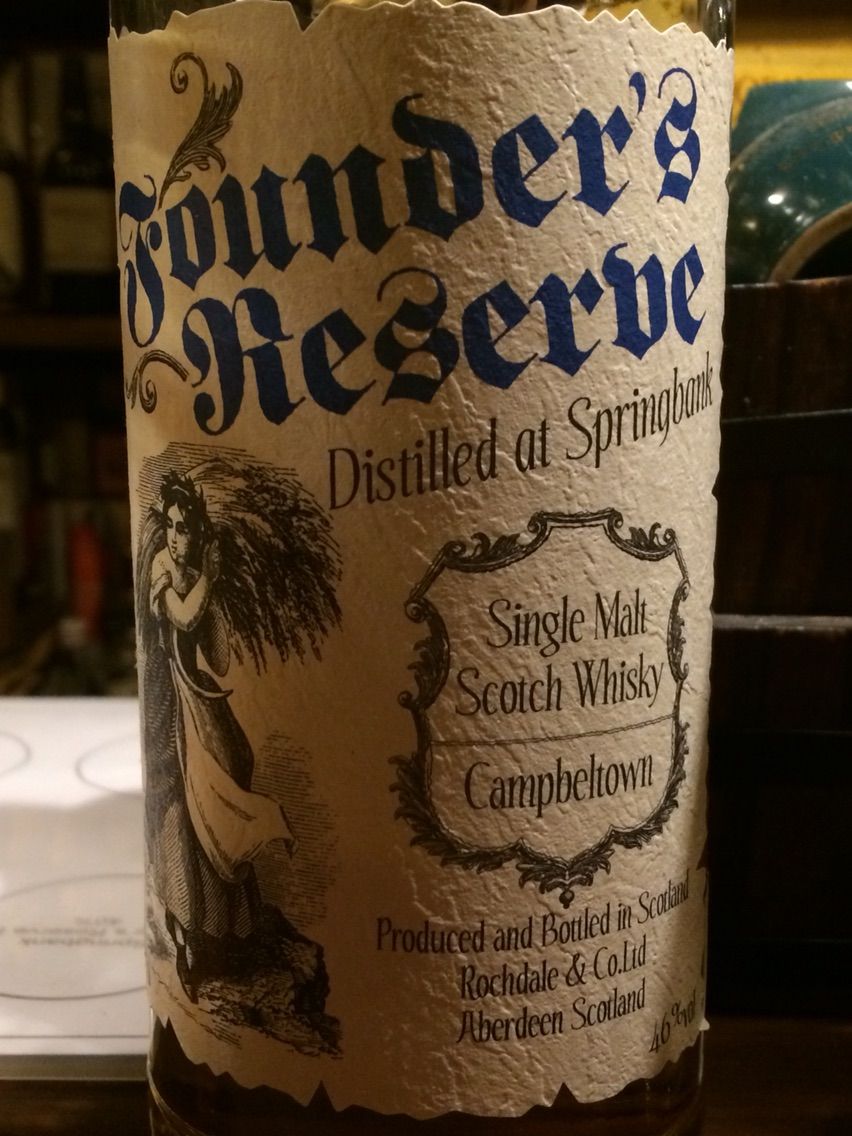 Founder's
Reserve
Distilled at Springbank
Single Malt
Scotch Whisky
Campbeltown
Produced and Bottled in Scotland
Rochdale & Co.Ltd
Aberdeen Scotland
46%vol